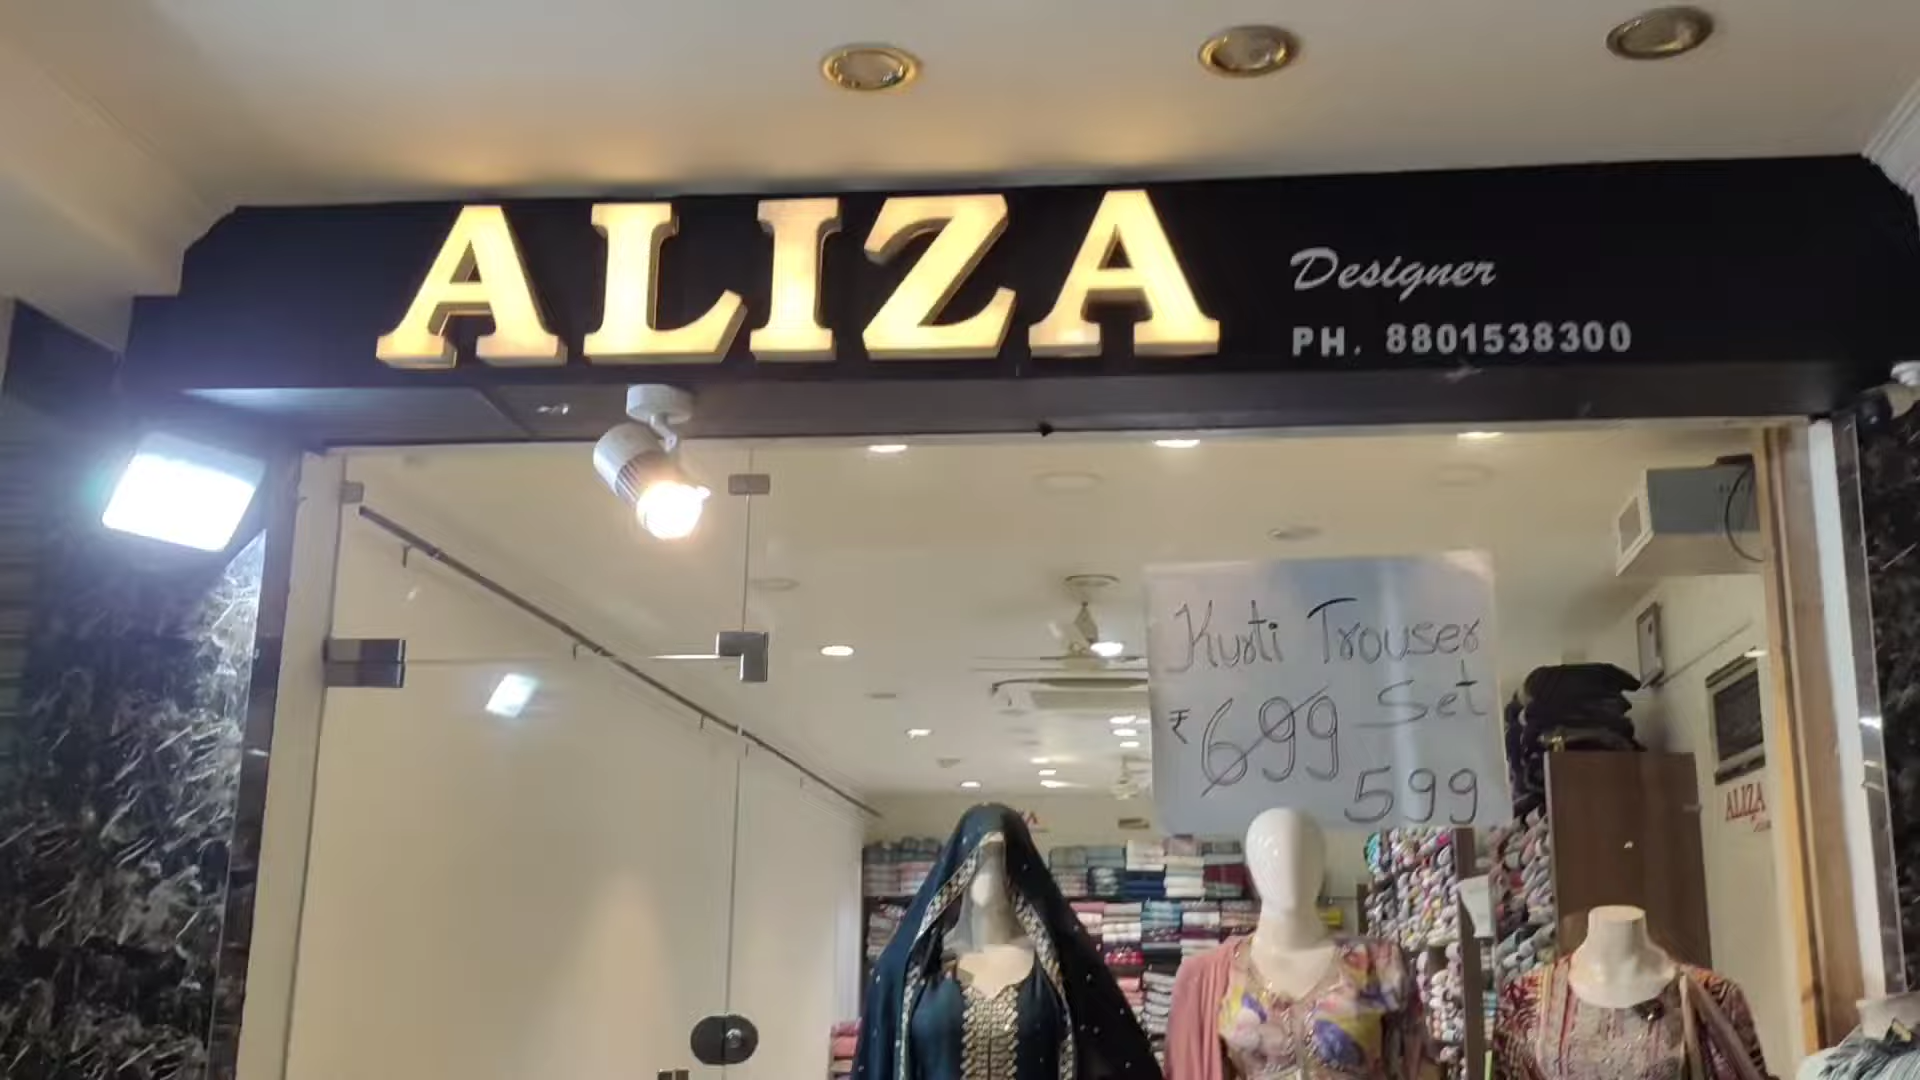 ALIZA
Designer
PH. 8801538300
Kurti Trouser
Set
₹ 699
599
ALIZA